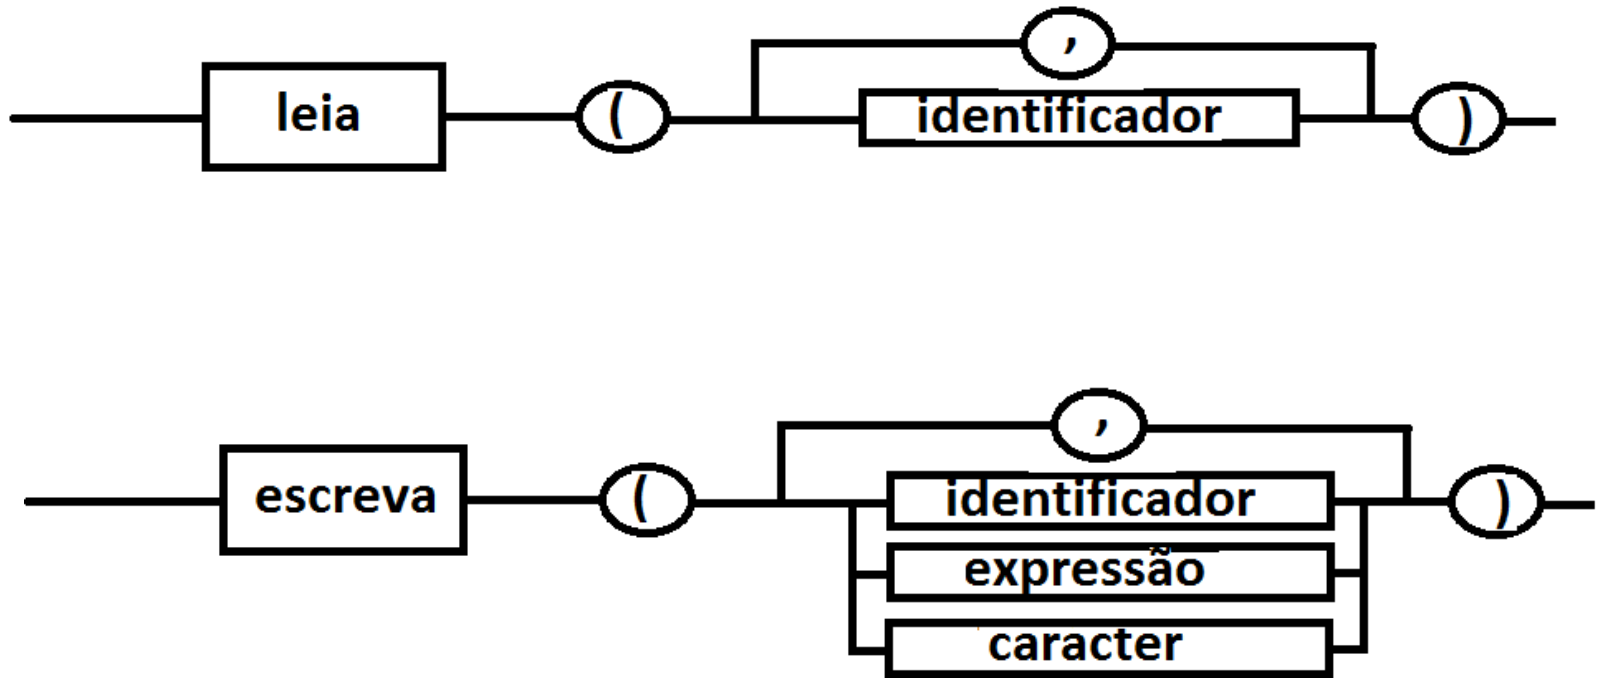 ,
leia ( identificador )
,
escreva ( identificador )
expressão
caracter